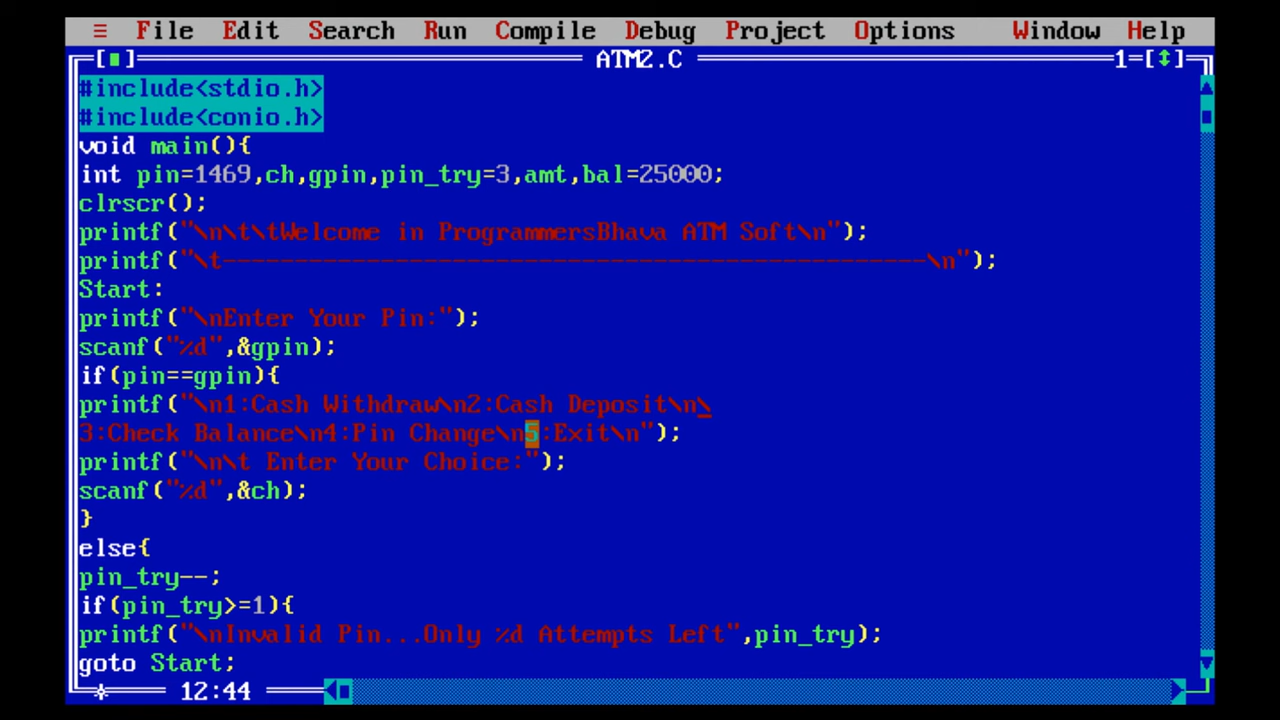 ≡ File Edit Search Run Compile Debug Project Options Window Help
[■] ATM2.C 1=[↕]
#include<stdio.h>
#include<conio.h>
void main(){
int pin=1469,ch,gpin,pin_try=3,amt,bal=25000;
clrscr();
printf("\n\t\tWelcome in ProgrammersBhava ATM Soft\n");
printf("\t-------------------------------------------------\n");
Start:
printf("\nEnter Your Pin:");
scanf("%d",&gpin);
if(pin==gpin){
printf("\n1:Cash Withdraw\n2:Cash Deposit\n\
3:Check Balance\n4:Pin Change\n5:Exit\n");
printf("\n\t Enter Your Choice:");
scanf("%d",&ch);
}
else{
pin_try--;
if(pin_try>=1){
printf("\nInvalid Pin...Only %d Attempts Left",pin_try);
goto Start;
12:44